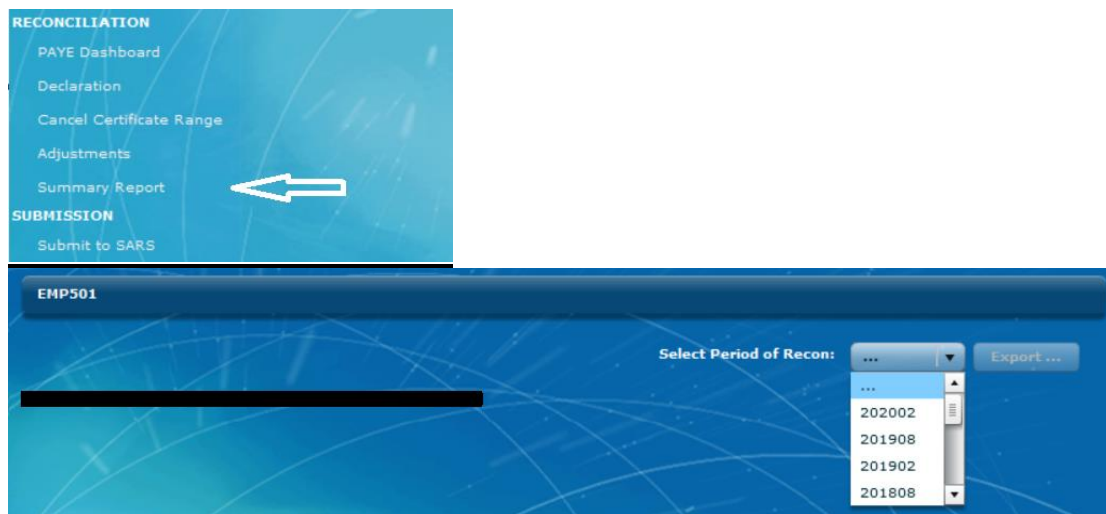 RECONCILIATION
PAYE Dashboard
Declaration
Cancel Certificate Range
Adjustments
Summary Report
SUBMISSION
Submit to SARS
EMP501
Select Period of Recon: ... Export ...
...
202002
201908
201902
201808